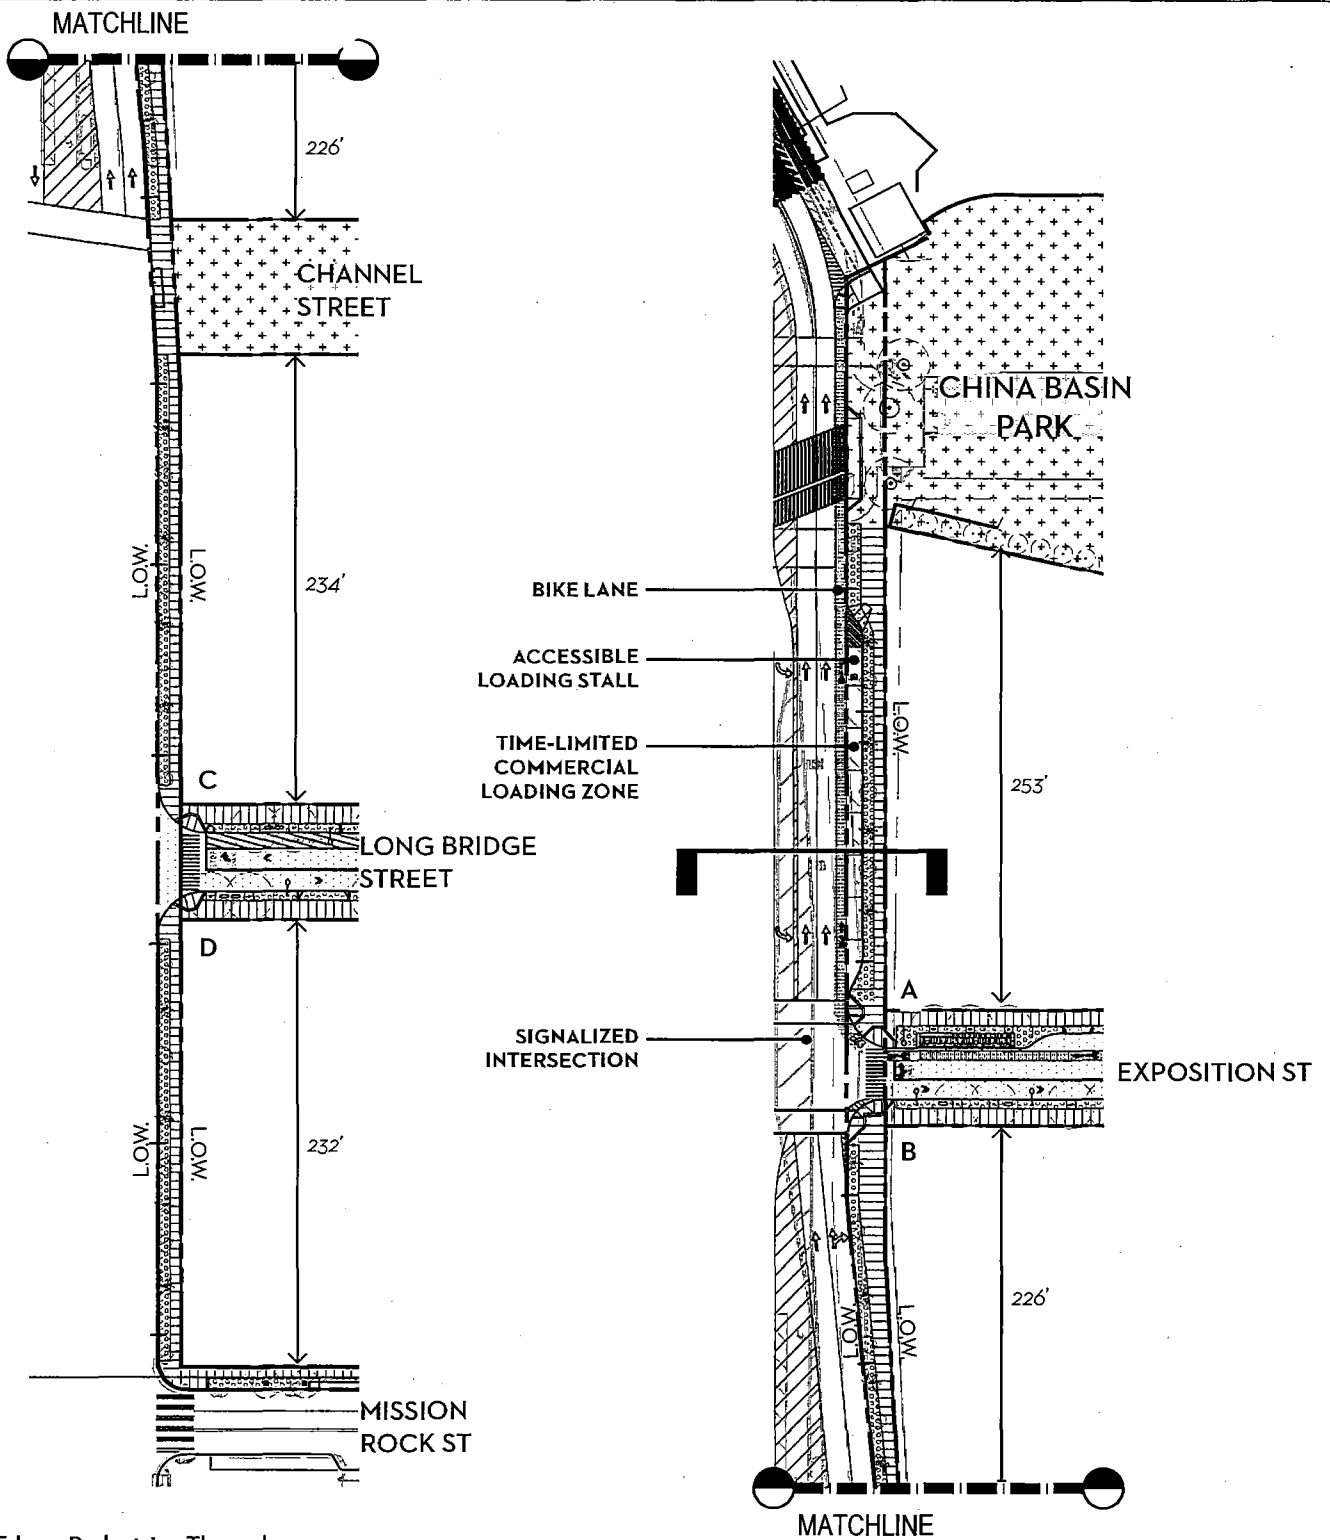 MATCHLINE
226'
CHANNEL
STREET
L.O.W.
L.O.W.
234'
C
LONG BRIDGE
STREET
D
L.O.W.
L.O.W.
232'
MISSION
ROCK ST
CHINA BASIN
PARK
BIKE LANE
ACCESSIBLE
LOADING STALL
L.O.W.
TIME-LIMITED
COMMERCIAL
LOADING ZONE
253'
A
SIGNALIZED
INTERSECTION
EXPOSITION ST
B
226'
L.O.W.
L.O.W.
MATCHLINE